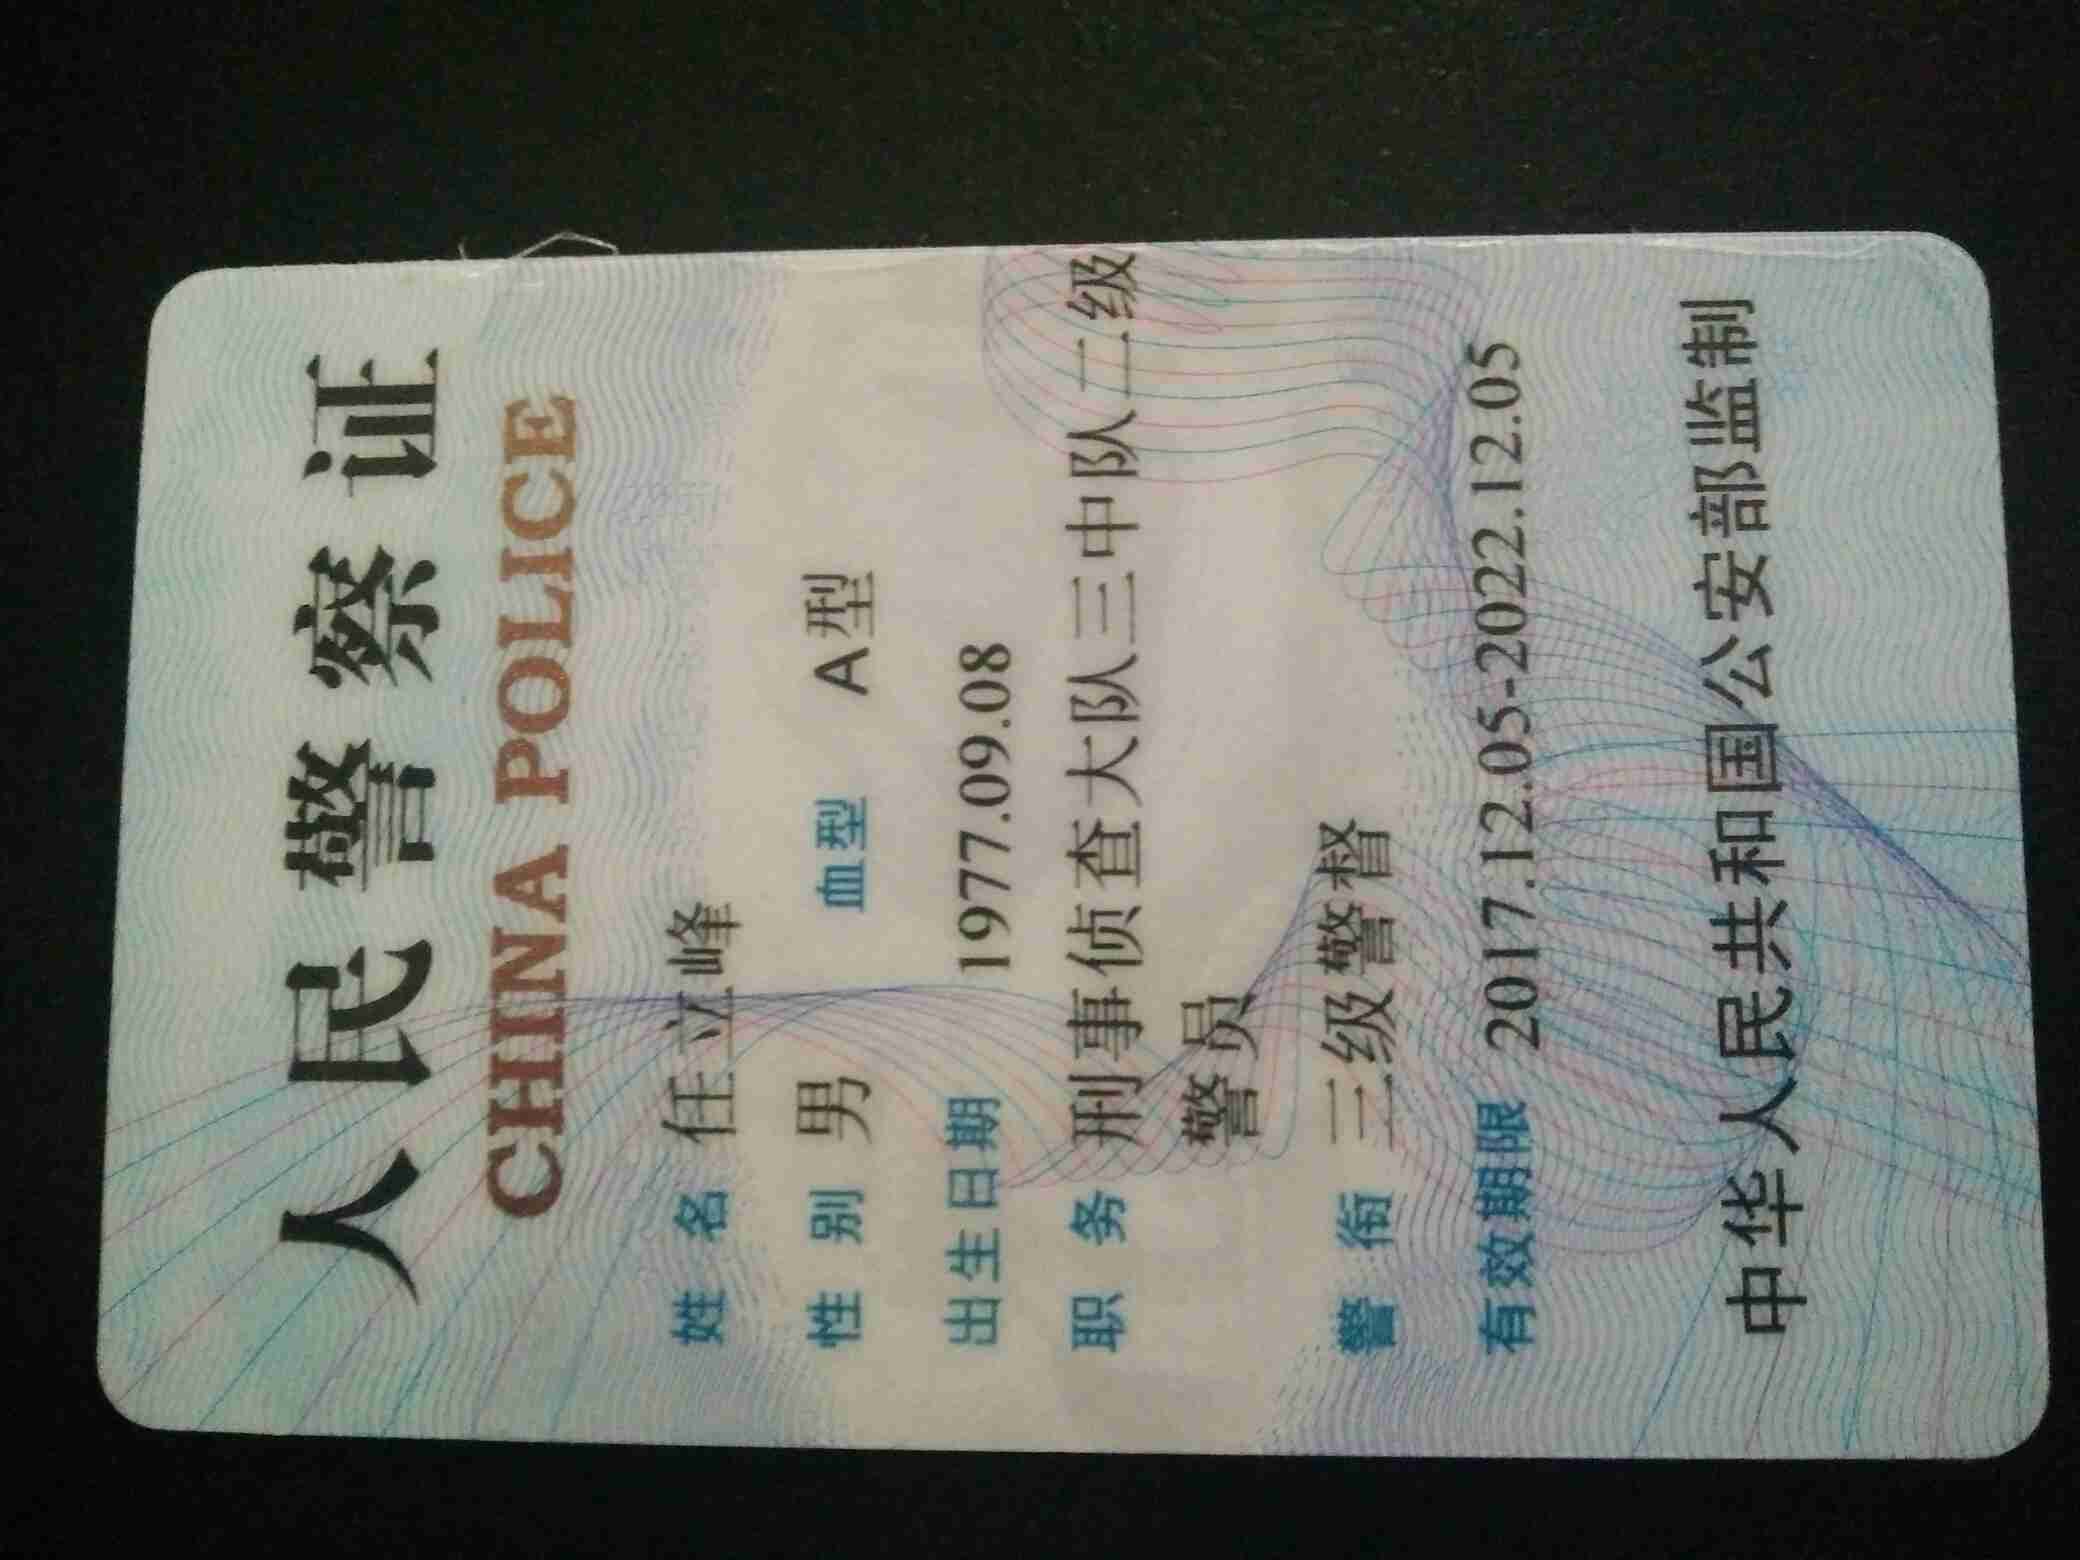 人民警察证
CHINA POLICE
姓 名 任立峰
性 别 男 血型 A型
出生日期 1977.09.08
职 务 刑事侦查大队三中队二级
警员
警 衔 三级警督
有效期限 2017.12.05-2022.12.05
中华人民共和国公安部监制